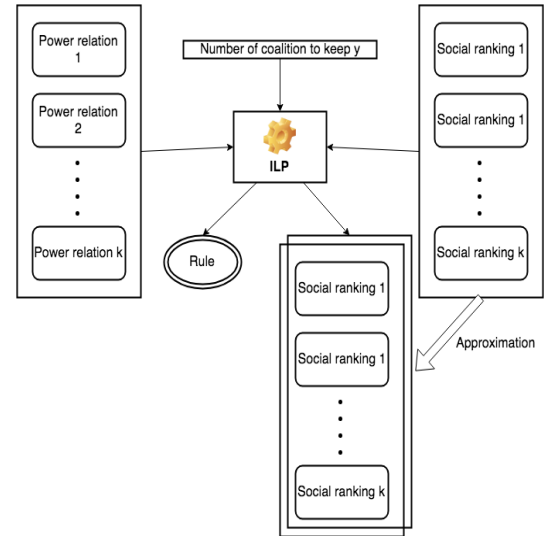 Power relation
1
Power relation
2
Power relation k
Number of coalition to keep y
ILP
Rule
Social ranking 1
Social ranking 1
Social ranking k
Approximation
Social ranking 1
Social ranking 1
Social ranking k